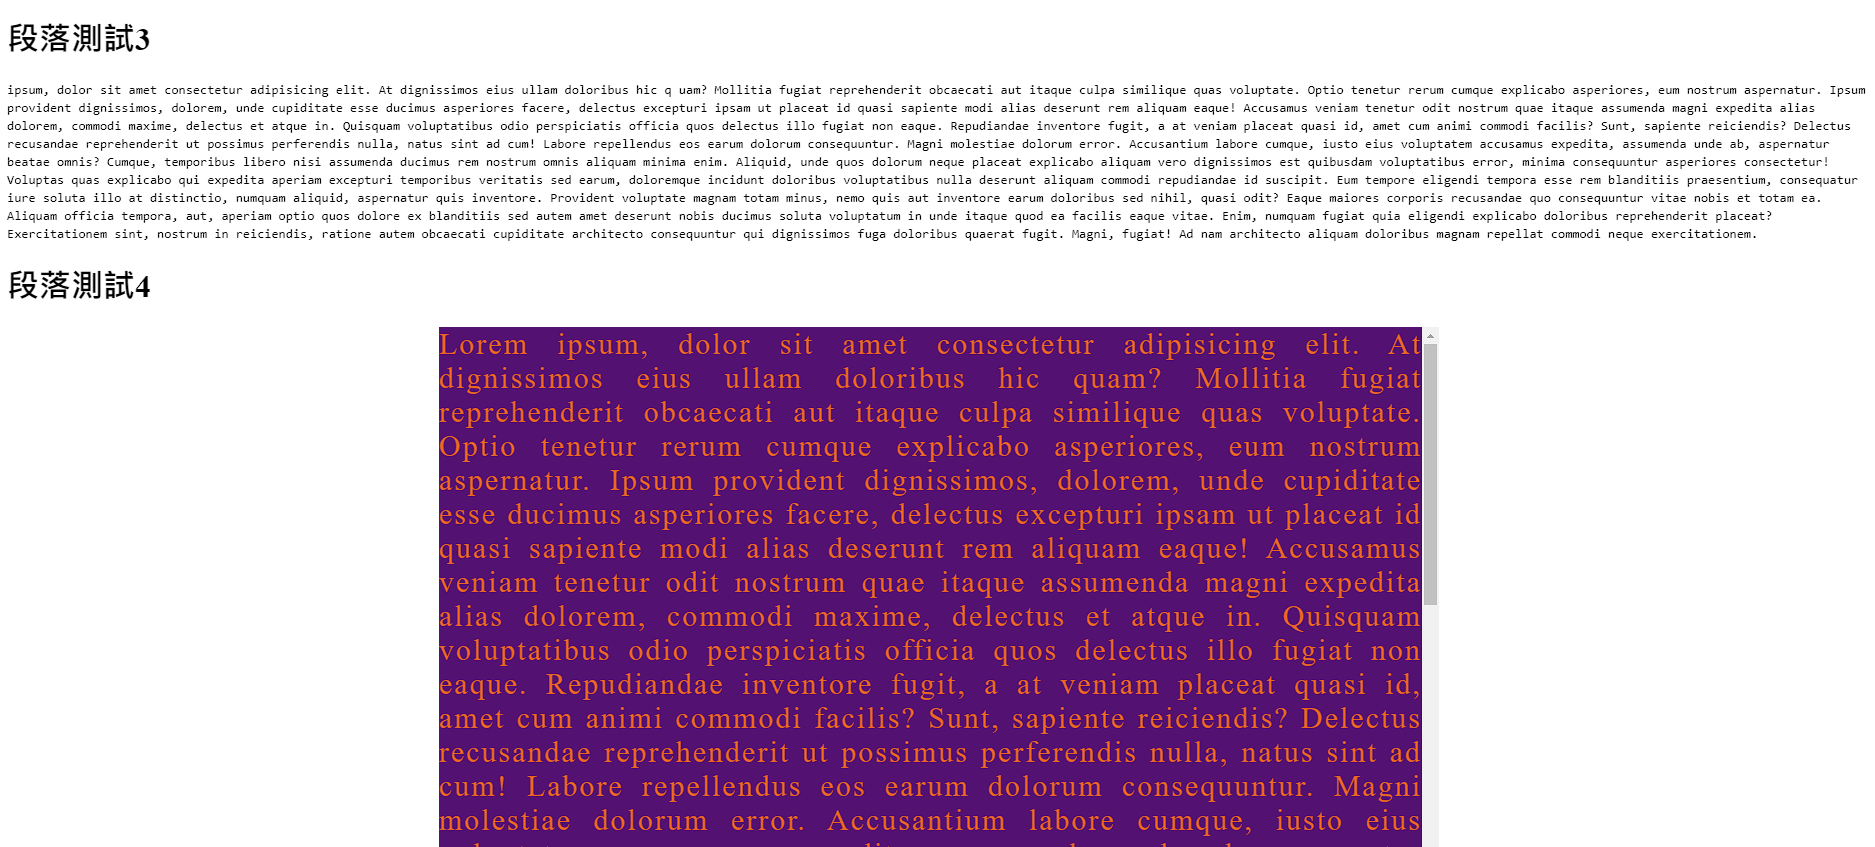 段落測試3
ipsum, dolor sit amet consectetur adipisicing elit. At dignissimos eius ullam doloribus hic q uam? Mollitia fugiat reprehenderit obcaecati aut itaque culpa similique quas voluptate. Optio tenetur rerum cumque explicabo asperiores, eum nostrum aspernatur. Ipsum
provident dignissimos, dolorem, unde cupiditate esse ducimus asperiores facere, delectus excepturi ipsam ut placeat id quasi sapiente modi alias deserunt rem aliquam eaque! Accusamus veniam tenetur odit nostrum quae itaque assumenda magni expedita alias
dolorem, commodi maxime, delectus et atque in. Quisquam voluptatibus odio perspiciatis officia quos delectus illo fugiat non eaque. Repudiandae inventore fugit, a at veniam placeat quasi id, amet cum animi commodi facilis? Sunt, sapiente reiciendis? Delectus
recusandae reprehenderit ut possimus perferendis nulla, natus sint ad cum! Labore repellendus eos earum dolorum consequuntur. Magni molestiae dolorum error. Accusantium labore cumque, iusto eius voluptatem accusamus expedita, assumenda unde ab, aspernatur
beatae omnis? Cumque, temporibus libero nisi assumenda ducimus rem nostrum omnis aliquam minima enim. Aliquid, unde quos dolorum neque placeat explicabo aliquam vero dignissimos est quibusdam voluptatibus error, minima consequuntur asperiores consectetur!
Voluptas quas explicabo qui expedita aperiam excepturi temporibus veritatis sed earum, doloremque incidunt doloribus voluptatibus nulla deserunt aliquam commodi repudiandae id suscipit. Eum tempore eligendi tempora esse rem blanditiis praesentium, consequatur
iure soluta illo at distinctio, numquam aliquid, aspernatur quis inventore. Provident voluptate magnam totam minus, nemo quis aut inventore earum doloribus sed nihil, quasi odit? Eaque maiores corporis recusandae quo consequuntur vitae nobis et totam ea.
Aliquam officia tempora, aut, aperiam optio quos dolore ex blanditiis sed autem amet deserunt nobis ducimus soluta voluptatum in unde itaque quod ea facilis eaque vitae. Enim, numquam fugiat quia eligendi explicabo doloribus reprehenderit placeat?
Exercitationem sint, nostrum in reiciendis, ratione autem obcaecati cupiditate architecto consequuntur qui dignissimos fuga doloribus quaerat fugit. Magni, fugiat! Ad nam architecto aliquam doloribus magnam repellat commodi neque exercitationem.
段落測試4
Lorem ipsum, dolor sit amet consectetur adipisicing elit. At
dignissimos eius ullam doloribus hic quam? Mollitia fugiat
reprehenderit obcaecati aut itaque culpa similique quas voluptate.
Optio tenetur rerum cumque explicabo asperiores, eum nostrum
aspernatur. Ipsum provident dignissimos, dolorem, unde cupiditate
esse ducimus asperiores facere, delectus excepturi ipsam ut placeat id
quasi sapiente modi alias deserunt rem aliquam eaque! Accusamus
veniam tenetur odit nostrum quae itaque assumenda magni expedita
alias dolorem, commodi maxime, delectus et atque in. Quisquam
voluptatibus odio perspiciatis officia quos delectus illo fugiat non
eaque. Repudiandae inventore fugit, a at veniam placeat quasi id,
amet cum animi commodi facilis? Sunt, sapiente reiciendis? Delectus
recusandae reprehenderit ut possimus perferendis nulla, natus sint ad
cum! Labore repellendus eos earum dolorum consequuntur. Magni
molestiae dolorum error. Accusantium labore cumque, iusto eius